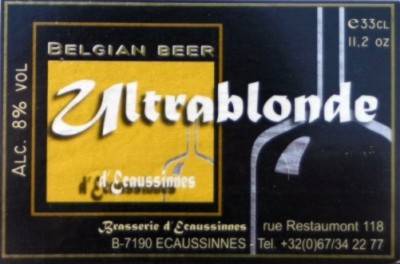 BELGIAN BEER
℮33CL
11,2 oz
ALC. 8% VOL
Ultrablonde
d'Ecaussinnes
Brasserie d'Ecaussinnes rue Restaumont 118
B-7190 ECAUSSINNES - Tel. +32(0)67/34 22 77